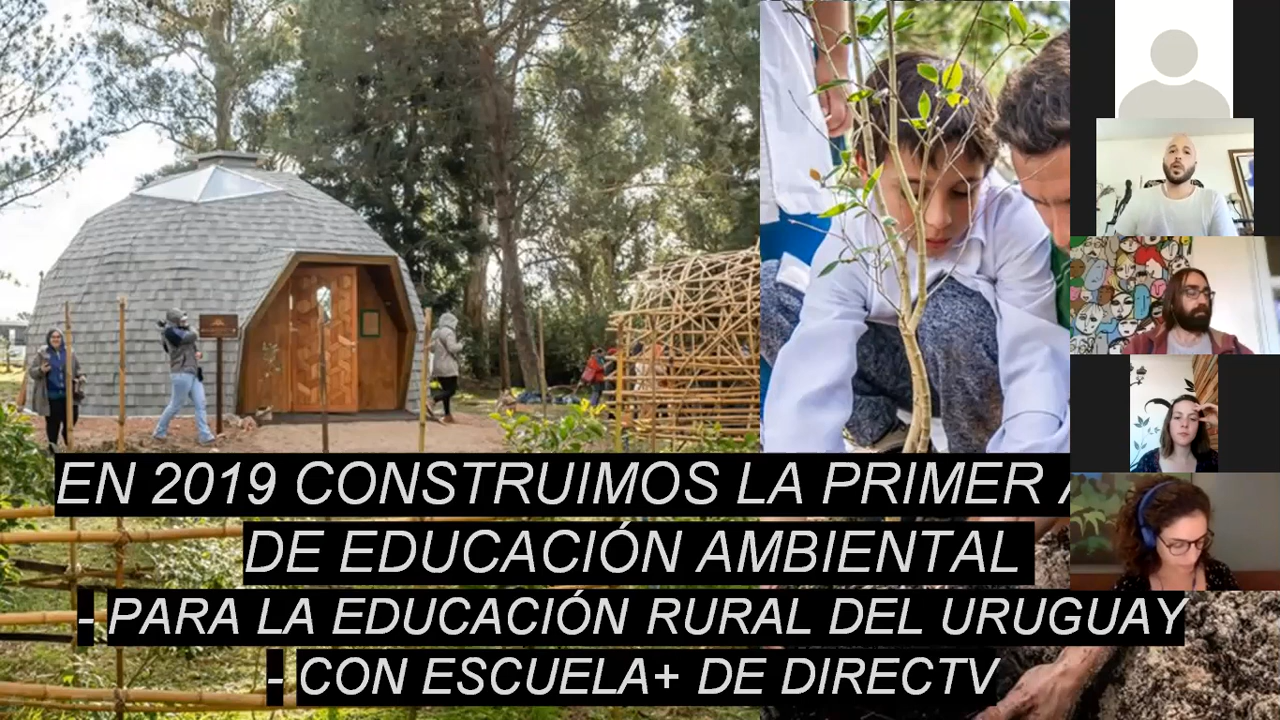 EN 2019 CONSTRUIMOS LA PRIMER
DE EDUCACIÓN AMBIENTAL
- PARA LA EDUCACIÓN RURAL DEL URUGUAY
- CON ESCUELA+ DE DIRECTV